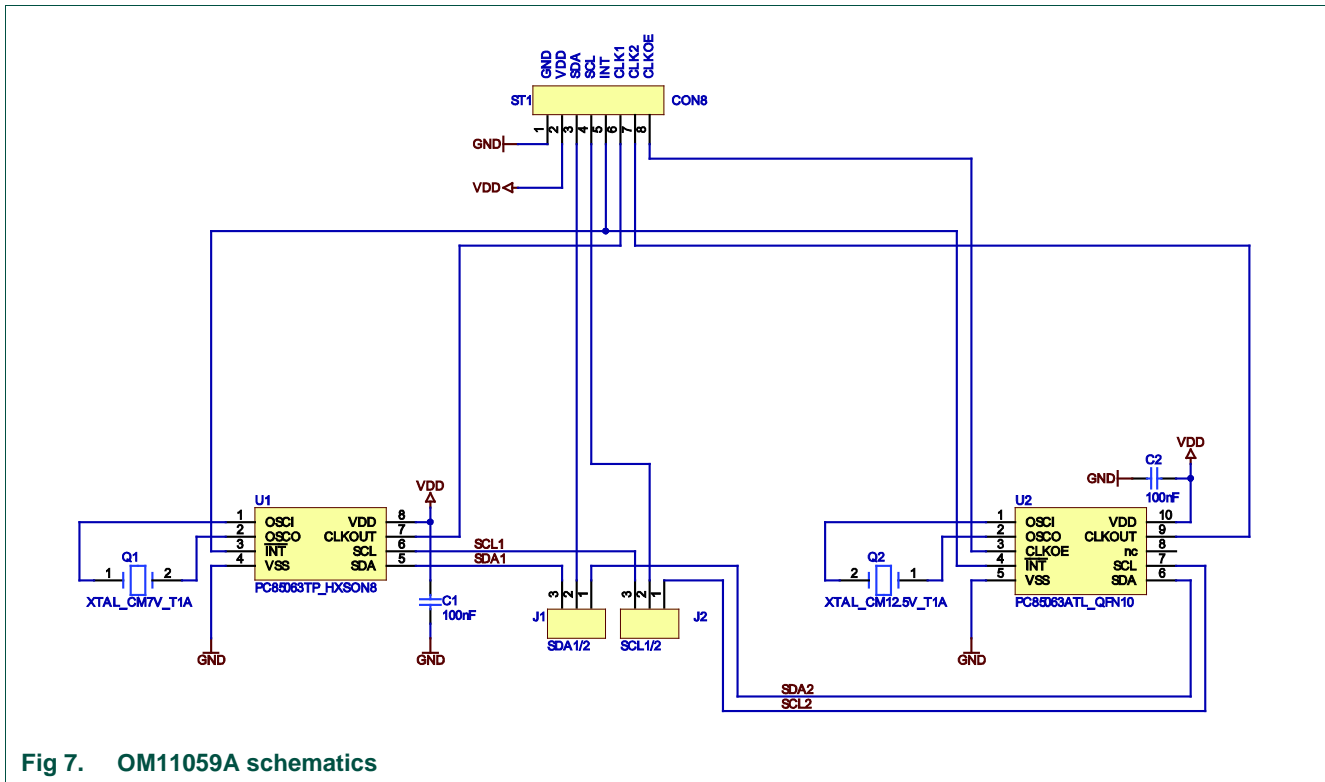 GND
VDD
SDA
SCL
INT
CLK1
CLK2
CLKOE
ST1
CON8
1
2
3
4
5
6
7
8
GND
VDD
U1
1 OSCI
2 OSCO
3 INT
4 VSS
VDD 8
CLKOUT 7
SCL 6
SDA 5
PC85063TP_HXSON8
VDD
Q1
1
2
XTAL_CM7V_T1A
GND
C1
100nF
GND
SCL1
SDA1
3
2
1
J1
SDA1/2
3
2
1
J2
SCL1/2
Q2
2
1
XTAL_CM12.5V_T1A
GND
VDD
GND
C2
100nF
U2
1 OSCI
2 OSCO
3 CLKOE
4 INT
5 VSS
VDD 10
CLKOUT 9
nc 8
SCL 7
SDA 6
PC85063ATL_QFN10
SDA2
SCL2
Fig 7. OM11059A schematics